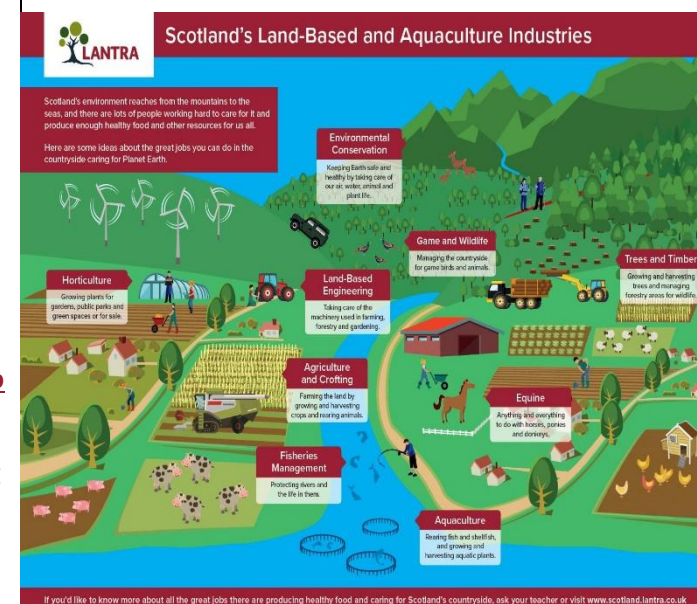 LANTRA
Scotland's Land-Based and Aquaculture Industries
Scotland's environment reaches from the mountains to the
seas, and there are lots of people working hard to care for it and
produce enough healthy food and other resources for us all.
Here are some ideas about the great jobs you can do in the
countryside caring for Planet Earth.
Environmental
Conservation
Keeping Earth safe and
healthy by taking care of
our air, water, animal and
plant life.
Game and Wildlife
Managing the countryside
for game birds and animals.
Trees and Timber
Growing and harvesting
trees and managing
forestry areas for wildlife.
Horticulture
Growing plants for
gardens, public parks and
green spaces or for sale.
Land-Based
Engineering
Taking care of the
machinery used in farming,
forestry and gardening.
Agriculture
and Crofting
Farming the land by
growing and harvesting
crops and rearing animals.
Equine
Anything and everything
to do with horses, ponies
and donkeys.
Fisheries
Management
Protecting rivers and
the life in them.
Aquaculture
Rearing fish and shellfish,
and growing and
harvesting aquatic plants.
If you'd like to know more about all the great jobs there are producing healthy food and caring for Scotland's countryside, ask your teacher or visit www.scotland.lantra.co.uk